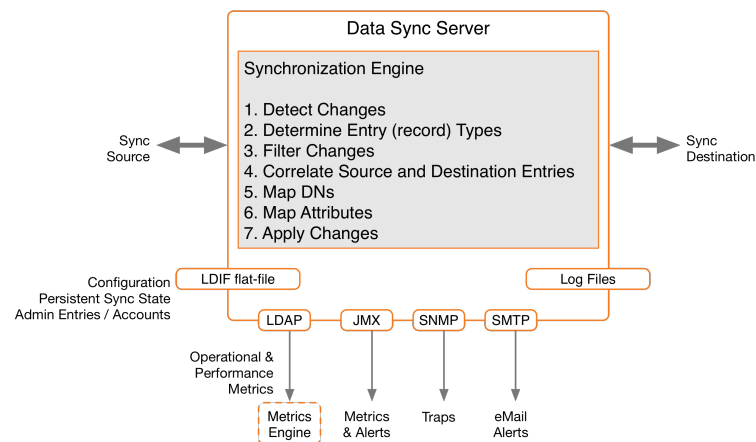 Data Sync Server
Synchronization Engine
1. Detect Changes
2. Determine Entry (record) Types
3. Filter Changes
4. Correlate Source and Destination Entries
5. Map DNs
6. Map Attributes
7. Apply Changes
Sync
Source
Sync
Destination
Configuration
Persistent Sync State
Admin Entries / Accounts
LDIF flat-file
Log Files
LDAP
JMX
SNMP
SMTP
Operational &
Performance
Metrics
Metrics
Engine
Metrics
& Alerts
Traps
eMail
Alerts